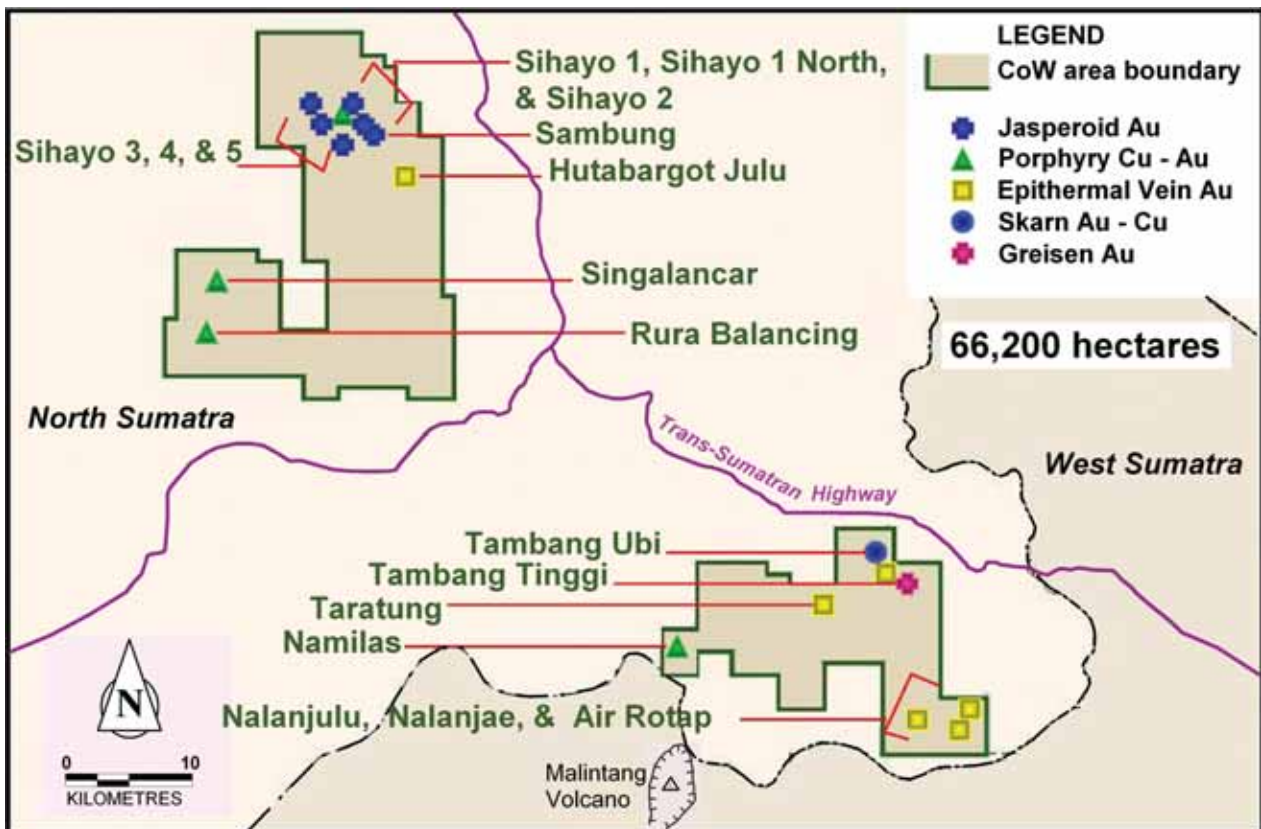 LEGEND
CoW area boundary
Jasperoid Au
Porphyry Cu - Au
Epithermal Vein Au
Skarn Au - Cu
Greisen Au
66,200 hectares
Sihayo 1, Sihayo 1 North,
& Sihayo 2
Sambung
Sihayo 3, 4, & 5
Hutabargot Julu
Singalancar
Rura Balancing
North Sumatra
West Sumatra
Trans-Sumatran Highway
Tambang Ubi
Tambang Tinggi
Taratung
Namilas
Nalanjulu, Nalanjae, & Air Rotap
Malintang
Volcano
N
0 10
KILOMETRES